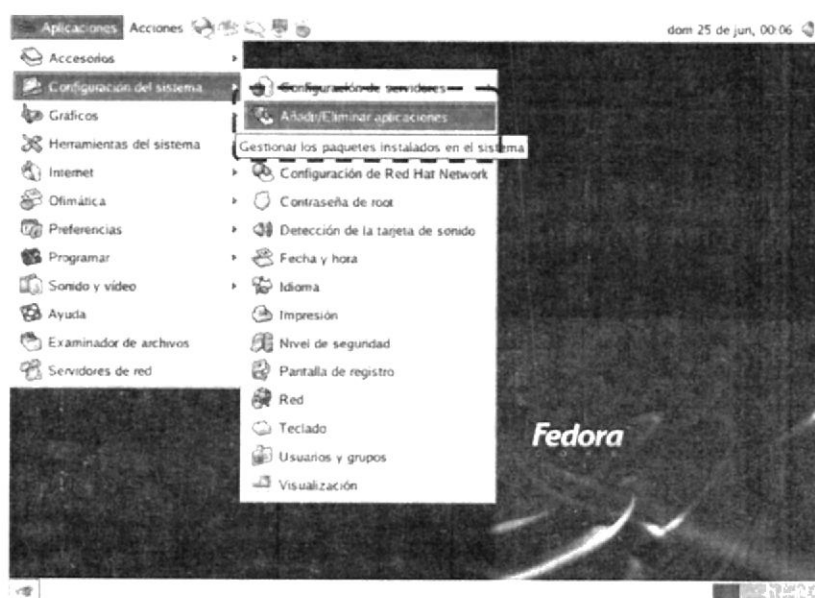 Aplicaciones Acciones dom 25 de jun, 00:06
Accesorios
Configuración del sistema
Gráficos
Herramientas del sistema
Internet
Ofimática
Preferencias
Programar
Sonido y vídeo
Ayuda
Examinador de archivos
Servidores de red
Configuración de servidores
Añadir/Eliminar aplicaciones
Gestionar los paquetes instalados en el sistema
Configuración de Red Hat Network
Contraseña de root
Detección de la tarjeta de sonido
Fecha y hora
Idioma
Impresión
Nivel de seguridad
Pantalla de registro
Red
Teclado
Usuarios y grupos
Visualización
Fedora